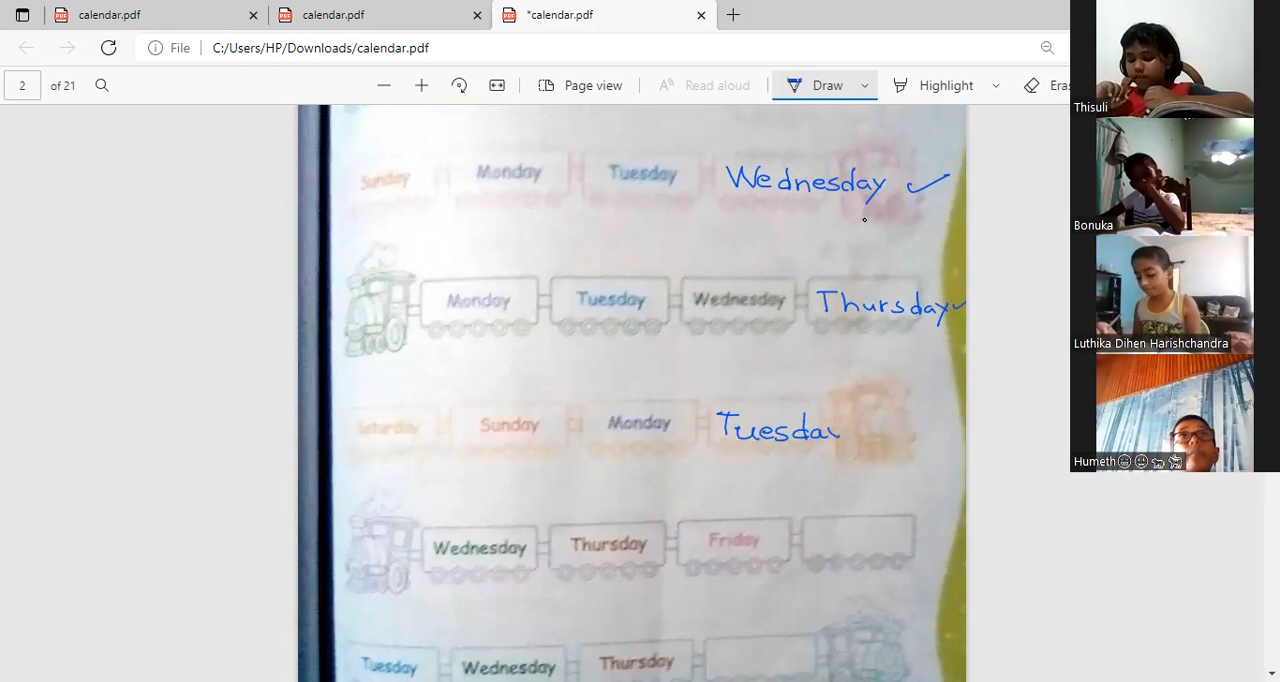 calendar.pdf
calendar.pdf
*calendar.pdf
File C:/Users/HP/Downloads/calendar.pdf
2 of 21 Page view Read aloud Draw Highlight Eras
Sunday Monday Tuesday Wednesday
Monday Tuesday Wednesday Thursday
Saturday Sunday Monday Tuesday
Wednesday Thursday Friday
Tuesday Wednesday Thursday
Thisuli
Bonuka
Luthika Dihen Harishchandra
Humeth